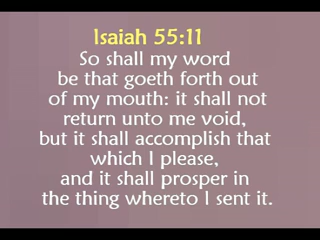 Isaiah 55:11
So shall my word
be that goeth forth out
of my mouth: it shall not
return unto me void,
but it shall accomplish that
which I please,
and it shall prosper in
the thing whereto I sent it.